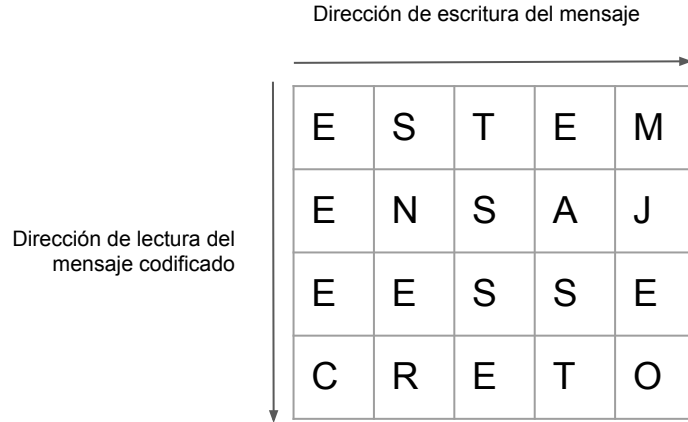 Dirección de escritura del mensaje
E S T E M
E N S A J
Dirección de lectura del
mensaje codificado
E E S S E
C R E T O